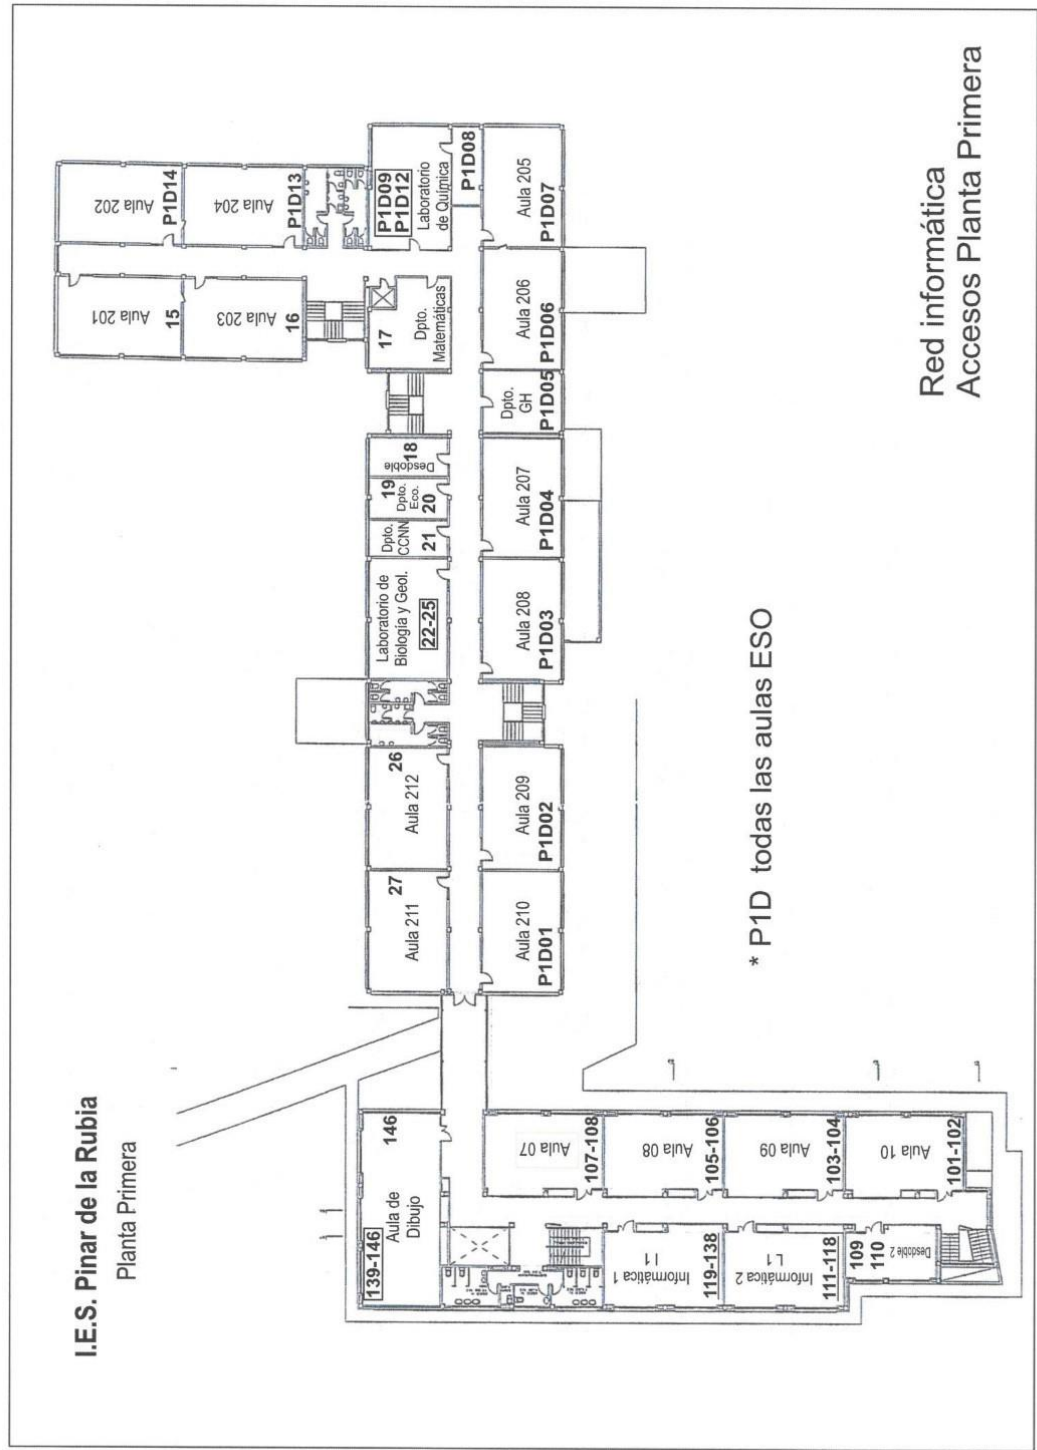 I.E.S. Pinar de la Rubia
Planta Primera
139-146
Aula de
Dibujo
146
Aula 07
107-108
Aula 08
105-106
Aula 09
103-104
Aula 10
101-102
Informática 1
I1
119-138
Informática 2
L1
111-118
109
110
Desdoble 2
Aula 211
27
Aula 212
26
Laboratorio de
Biología y Geol.
22-25
Dpto.
CCNN
21
19
Dpto.
Eco.
20
Desdoble
18
17
Dpto.
Matemáticas
Aula 201
15
Aula 203
16
Aula 202
P1D14
Aula 204
P1D13
P1D09
P1D12
Laboratorio
de Química
P1D08
Aula 210
P1D01
Aula 209
P1D02
Aula 208
P1D03
Aula 207
P1D04
Dpto.
GH
P1D05
Aula 206
P1D06
Aula 205
P1D07
* P1D todas las aulas ESO
Red informática
Accesos Planta Primera